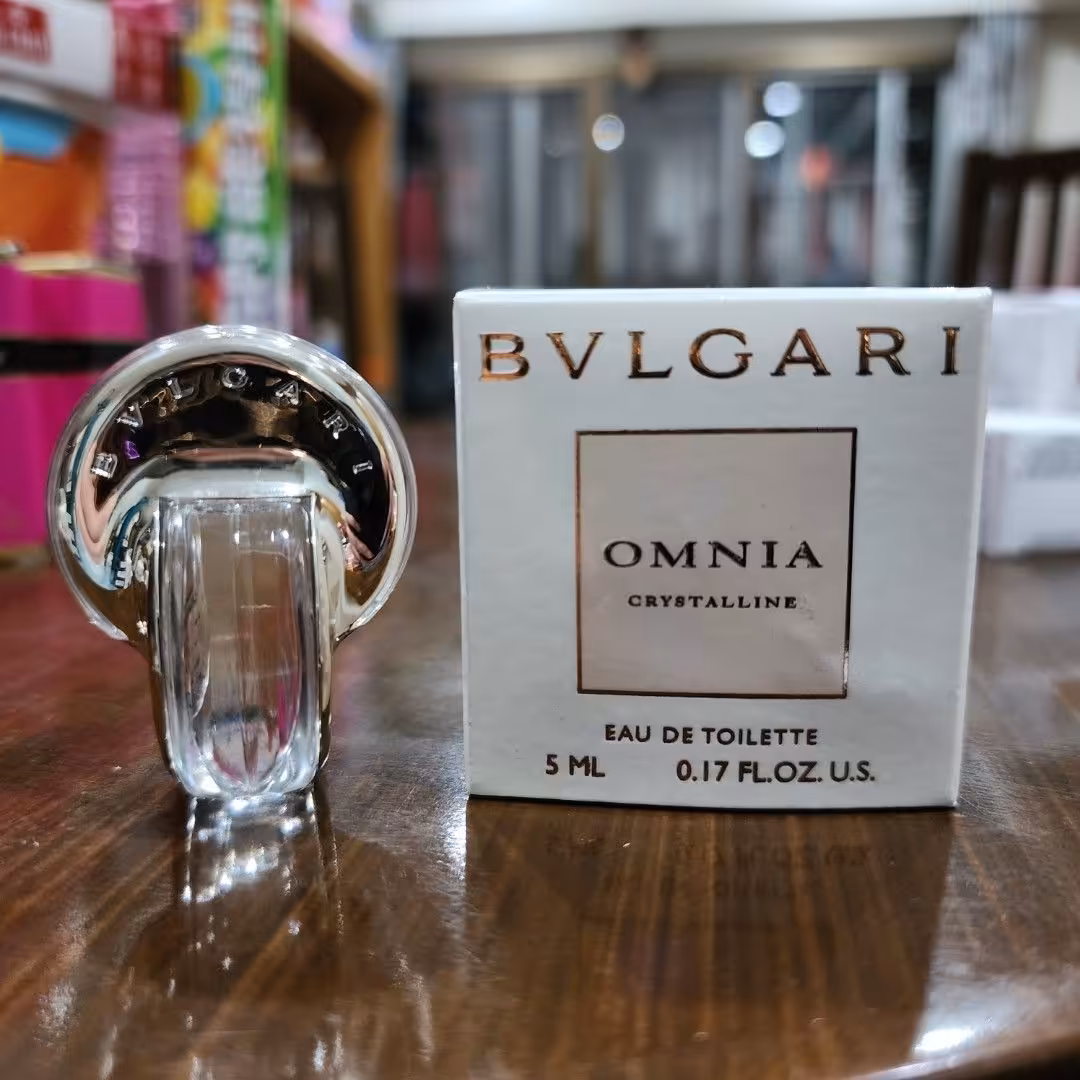 BVLGARI
BVLGARI
OMNIA
CRYSTALLINE
EAU DE TOILETTE
5 ML 0.17 FL.OZ. U.S.